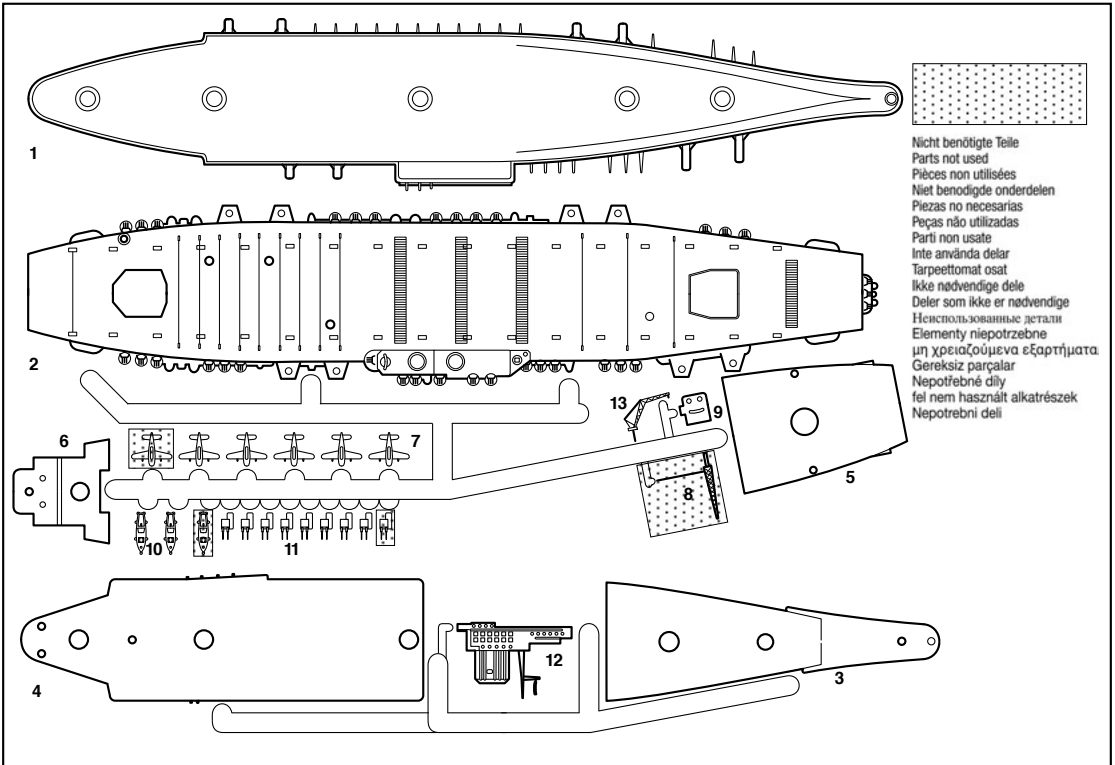 1
Nicht benötigte Teile
Parts not used
Pièces non utilisées
Niet benodigde onderdelen
Piezas no necesarias
Peças não utilizadas
Parti non usate
Inte använda delar
Tarpeettomat osat
Ikke nødvendige dele
Deler som ikke er nødvendige
Неиспользованные детали
Elementy niepotrzebne
μη χρειαζούμενα εξαρτήματα
Gereksiz parçalar
Nepotřebné díly
fel nem használt alkatrészek
Nepotrebni deli
2
13
9
6
7
5
8
10
11
12
3
4